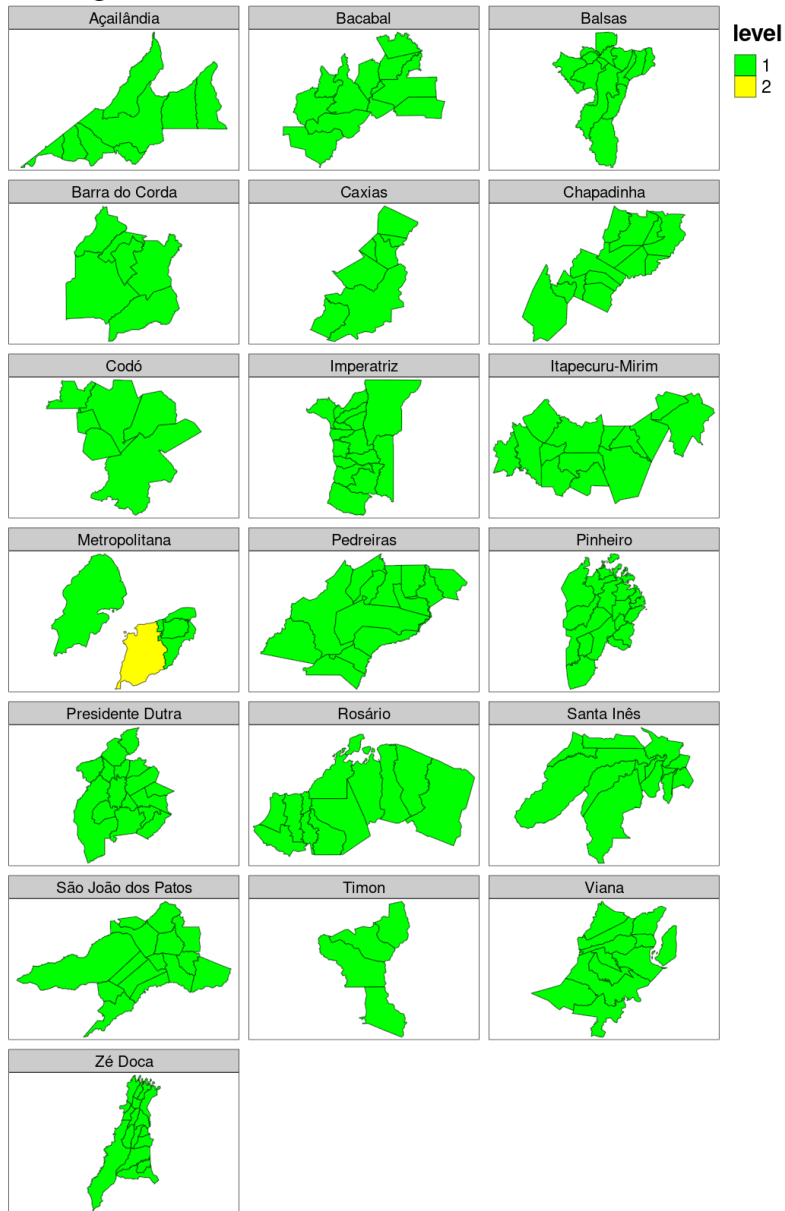 Açailândia
Bacabal
Balsas
level
1
2
Barra do Corda
Caxias
Chapadinha
Codó
Imperatriz
Itapecuru-Mirim
Metropolitana
Pedreiras
Pinheiro
Presidente Dutra
Rosário
Santa Inês
São João dos Patos
Timon
Viana
Zé Doca